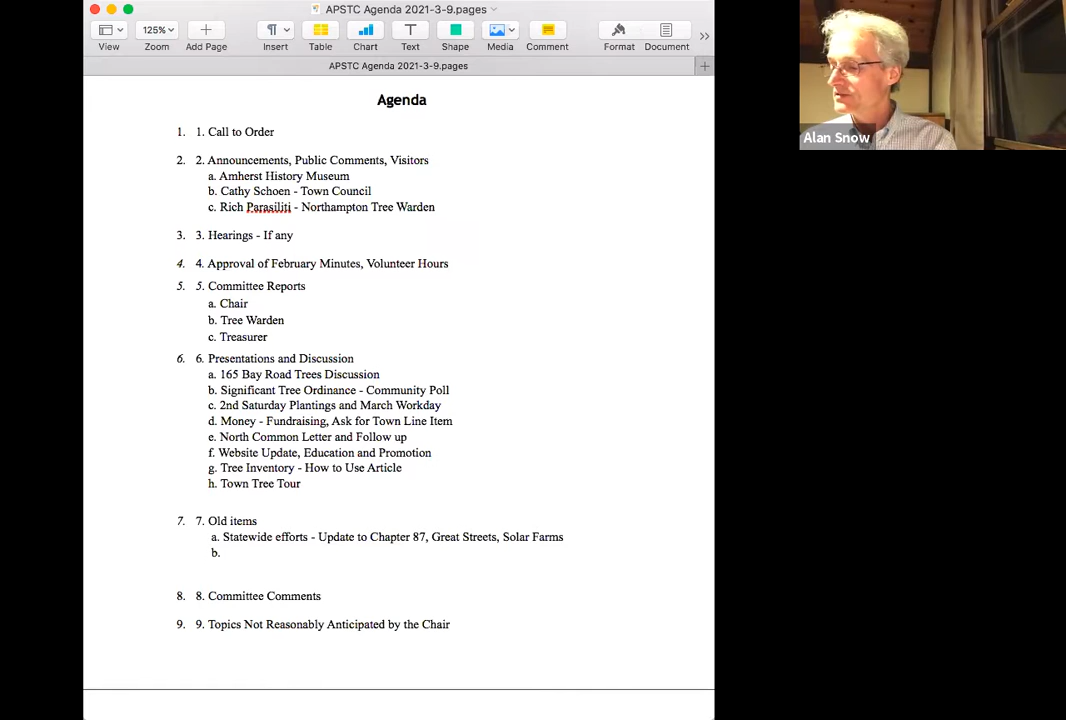 APSTC Agenda 2021-3-9.pages
125%
View Zoom Add Page Insert Table Chart Text Shape Media Comment Format Document
APSTC Agenda 2021-3-9.pages
Agenda
1. 1. Call to Order
2. 2. Announcements, Public Comments, Visitors
a. Amherst History Museum
b. Cathy Schoen - Town Council
c. Rich Parasiliti - Northampton Tree Warden
3. 3. Hearings - If any
4. 4. Approval of February Minutes, Volunteer Hours
5. 5. Committee Reports
a. Chair
b. Tree Warden
c. Treasurer
6. 6. Presentations and Discussion
a. 165 Bay Road Trees Discussion
b. Significant Tree Ordinance - Community Poll
c. 2nd Saturday Plantings and March Workday
d. Money - Fundraising, Ask for Town Line Item
e. North Common Letter and Follow up
f. Website Update, Education and Promotion
g. Tree Inventory - How to Use Article
h. Town Tree Tour
7. 7. Old items
a. Statewide efforts - Update to Chapter 87, Great Streets, Solar Farms
b.
8. 8. Committee Comments
9. 9. Topics Not Reasonably Anticipated by the Chair
Alan Snow